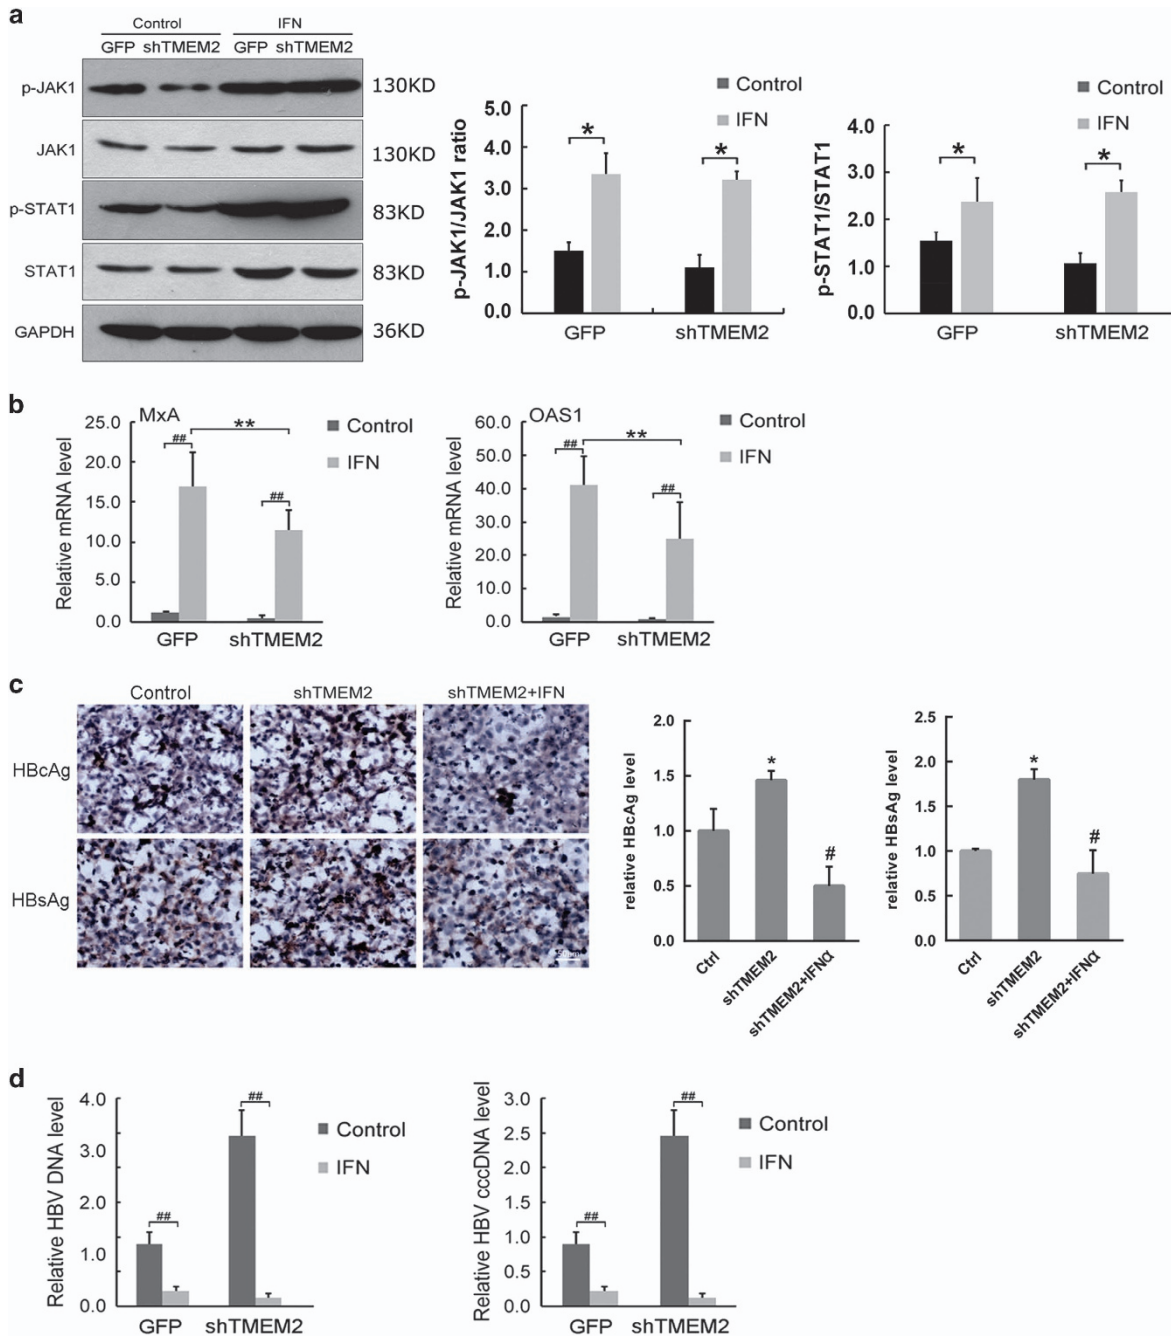 a
Control IFN
GFP shTMEM2 GFP shTMEM2
p-JAK1 130KD
JAK1 130KD
p-STAT1 83KD
STAT1 83KD
GAPDH 36KD
p-JAK1/JAK1 ratio
5.0
4.0
3.0
2.0
1.0
0.0
Control
IFN
*
*
GFP shTMEM2
p-STAT1/STAT1
4.0
3.0
2.0
1.0
0.0
Control
IFN
*
*
GFP shTMEM2
b
MxA
Relative mRNA level
25.0
20.0
15.0
10.0
5.0
0.0
##
**
##
Control
IFN
GFP shTMEM2
OAS1
Relative mRNA level
60.0
50.0
40.0
30.0
20.0
10.0
0.0
##
**
##
Control
IFN
GFP shTMEM2
c
Control shTMEM2 shTMEM2+IFN
HBcAg
HBsAg
relative HBcAg level
2.0
1.5
1.0
0.5
0.0
*
#
Ctrl
shTMEM2
shTMEM2+IFNα
relative HBsAg level
2.5
2.0
1.5
1.0
0.5
0.0
*
#
Ctrl
shTMEM2
shTMEM2+IFNα
d
Relative HBV DNA level
4.0
3.0
2.0
1.0
0.0
##
##
Control
IFN
GFP shTMEM2
Relative HBV cccDNA level
3.0
2.5
2.0
1.5
1.0
0.5
0.0
##
##
Control
IFN
GFP shTMEM2